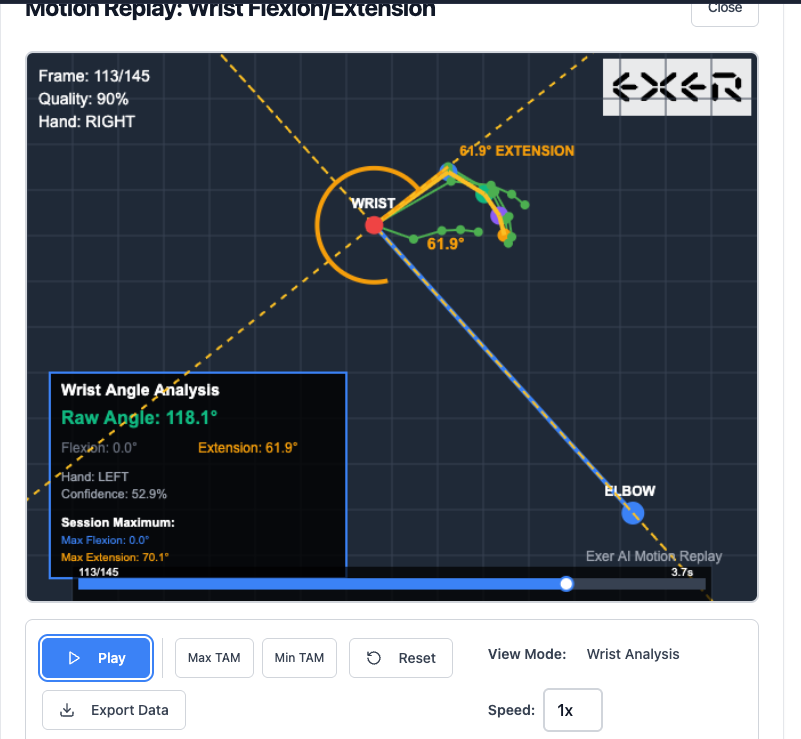 Motion Replay: Wrist Flexion/Extension
Close
Frame: 113/145
Quality: 90%
Hand: RIGHT
EXER
61.9° EXTENSION
WRIST
61.9°
Wrist Angle Analysis
Raw Angle: 118.1°
Flexion: 0.0°
Extension: 61.9°
Hand: LEFT
Confidence: 52.9%
Session Maximum:
Max Flexion: 0.0°
Max Extension: 70.1°
ELBOW
Exer AI Motion Replay
113/145
3.7s
Play
Max TAM
Min TAM
Reset
View Mode:
Wrist Analysis
Export Data
Speed:
1x